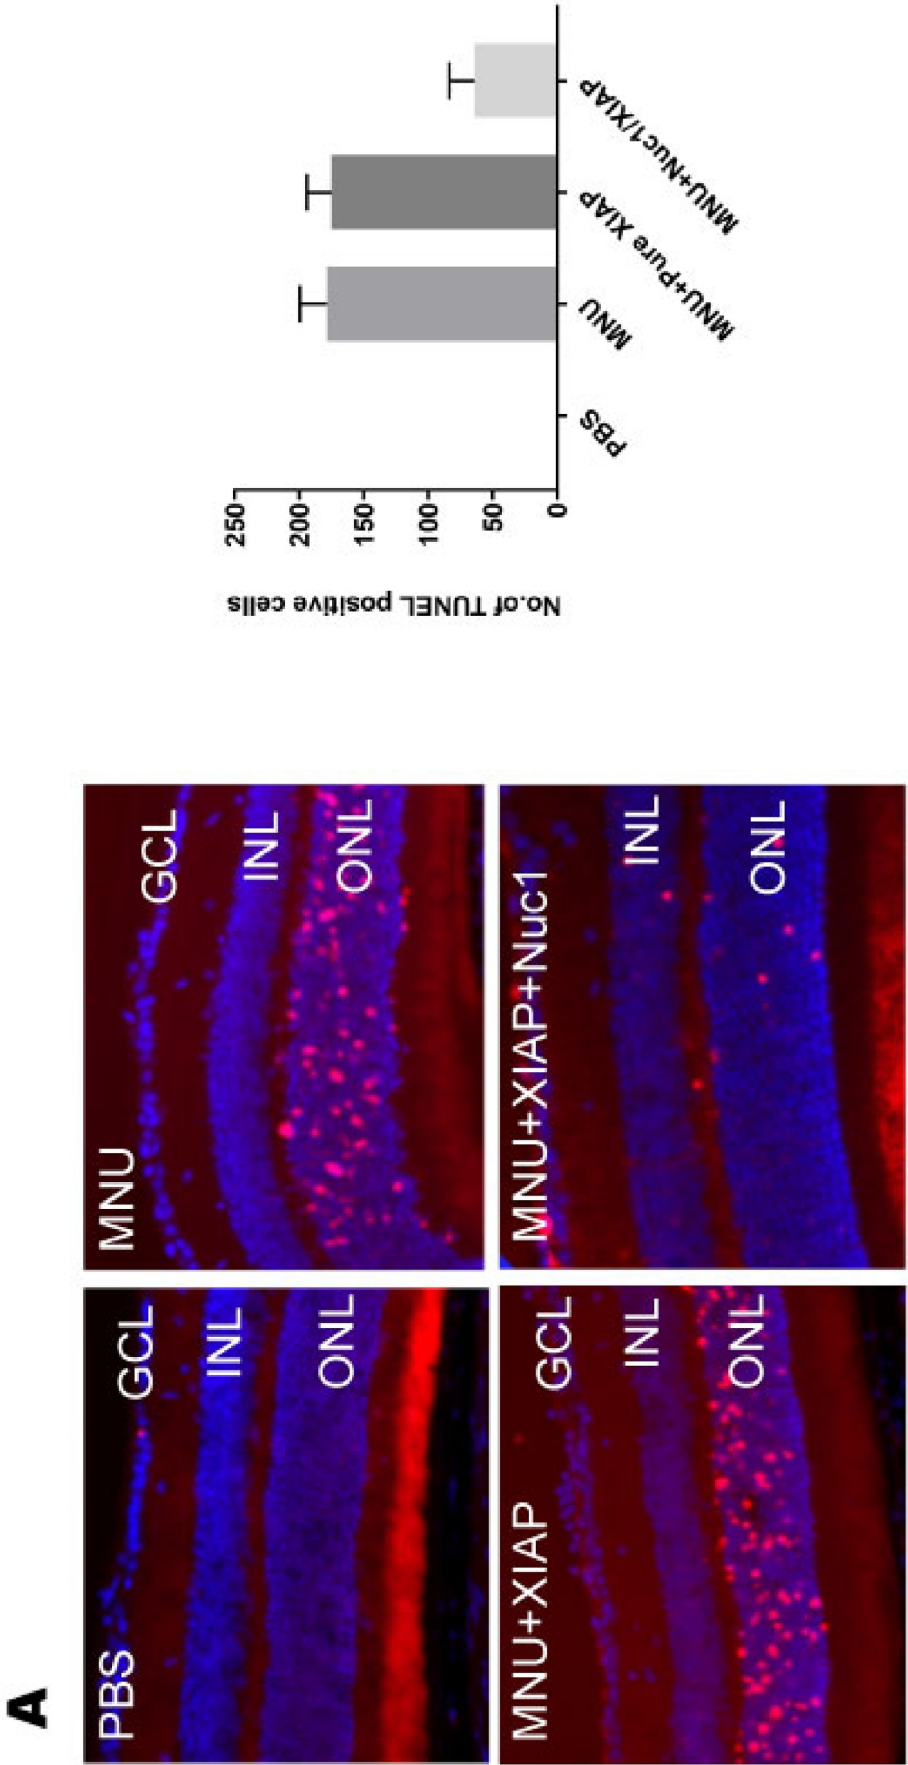 A
PBS
GCL
INL
ONL
MNU
GCL
INL
ONL
MNU+XIAP
GCL
INL
ONL
MNU+XIAP+Nuc1
INL
ONL
No.of TUNEL positive cells
250
200
150
100
50
0
PBS
MNU
MNU+Pure XIAP
MNU+Nuc1/XIAP